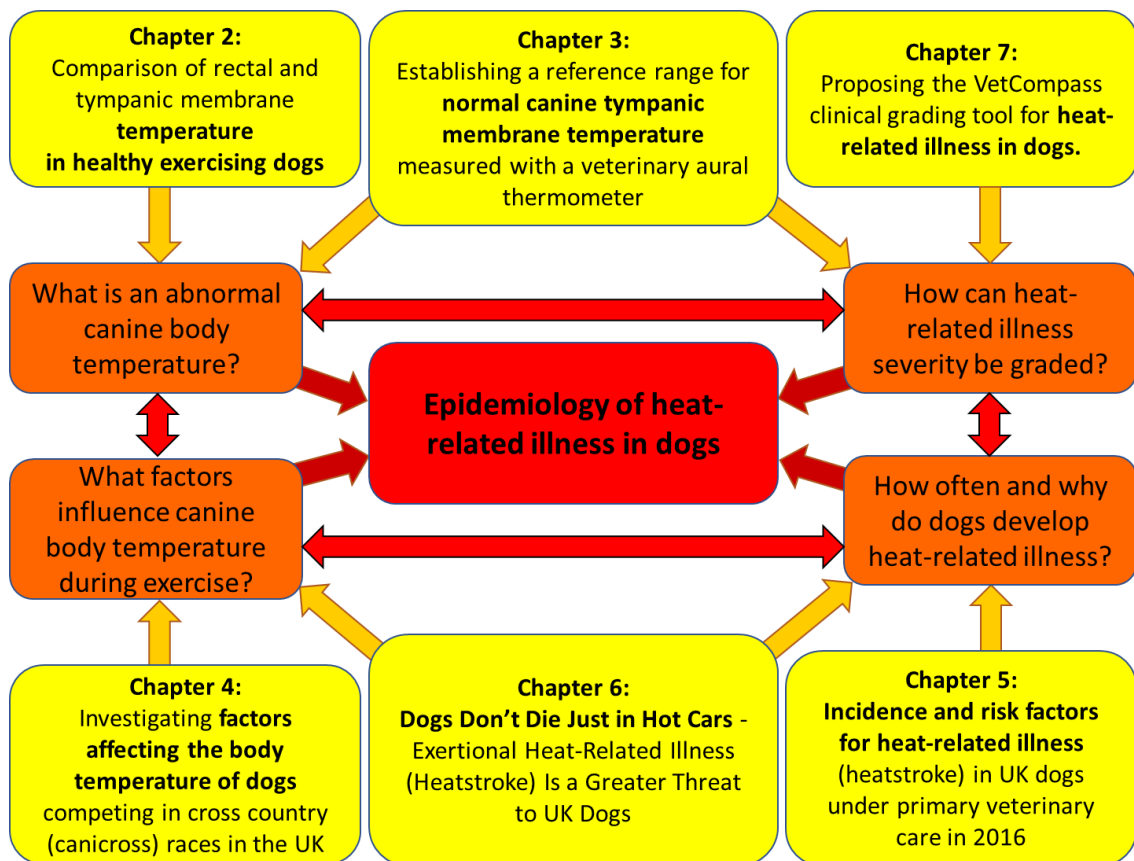 Chapter 2:
Comparison of rectal and
tympanic membrane
temperature
in healthy exercising dogs
Chapter 3:
Establishing a reference range for
normal canine tympanic
membrane temperature
measured with a veterinary aural
thermometer
Chapter 7:
Proposing the VetCompass
clinical grading tool for heat-
related illness in dogs.
What is an abnormal
canine body
temperature?
How can heat-
related illness
severity be graded?
Epidemiology of heat-
related illness in dogs
What factors
influence canine
body temperature
during exercise?
How often and why
do dogs develop
heat-related illness?
Chapter 4:
Investigating factors
affecting the body
temperature of dogs
competing in cross country
(canicross) races in the UK
Chapter 6:
Dogs Don’t Die Just in Hot Cars -
Exertional Heat-Related Illness
(Heatstroke) Is a Greater Threat
to UK Dogs
Chapter 5:
Incidence and risk factors
for heat-related illness
(heatstroke) in UK dogs
under primary veterinary
care in 2016